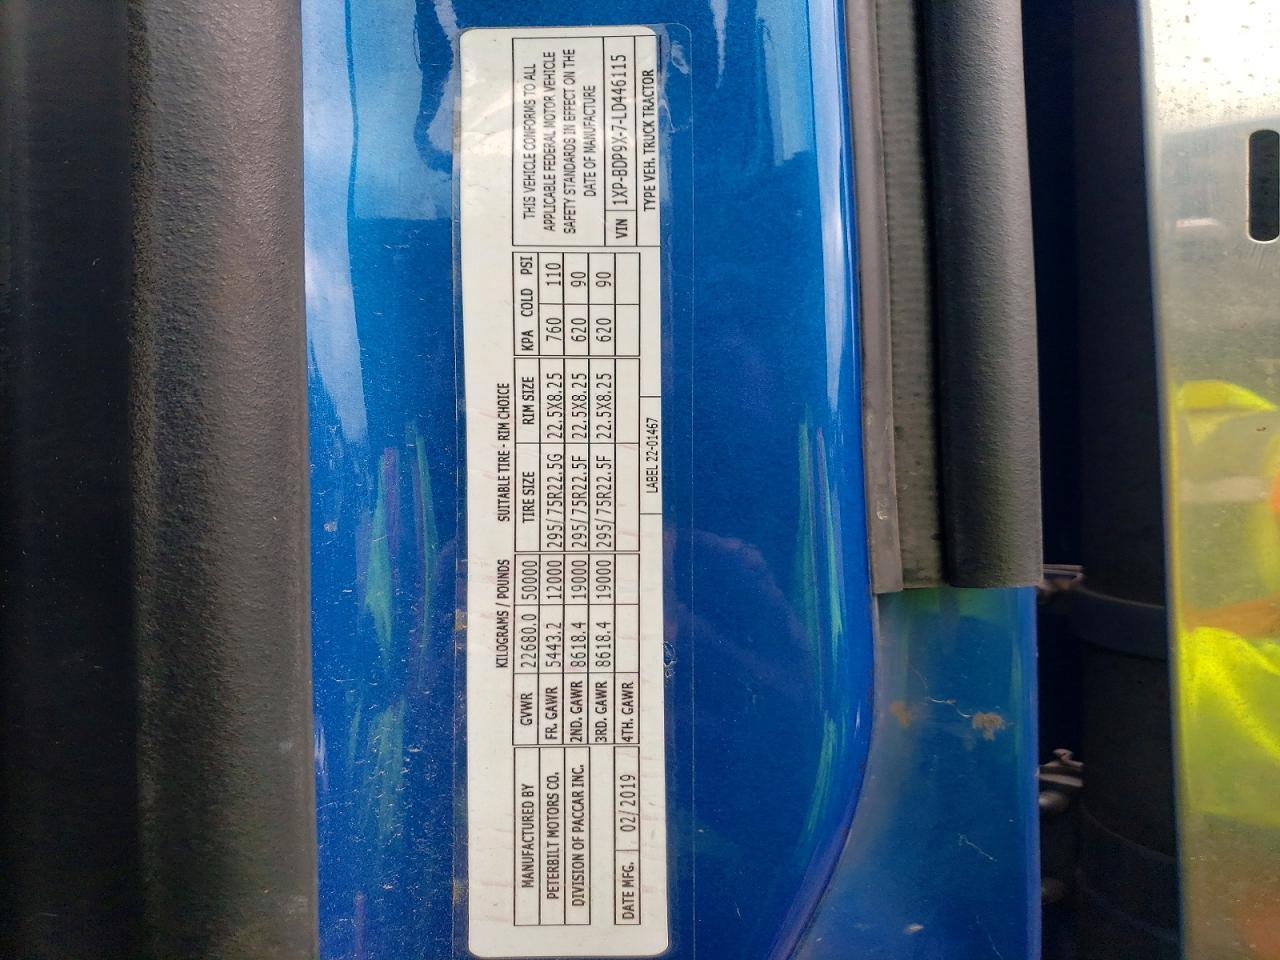 KILOGRAMS / POUNDS SUITABLE TIRE - RIM CHOICE
MANUFACTURED BY
PETERBILT MOTORS CO.
DIVISION OF PACCAR INC.
DATE MFG. 02/2019
GVWR 22680.0 50000 TIRE SIZE RIM SIZE KPA COLD PSI
FR. GAWR 5443.2 12000 295/75R22.5G 22.5X8.25 760 110
2ND. GAWR 8618.4 19000 295/75R22.5F 22.5X8.25 620 90
3RD. GAWR 8618.4 19000 295/75R22.5F 22.5X8.25 620 90
4TH. GAWR
THIS VEHICLE CONFORMS TO ALL
APPLICABLE FEDERAL MOTOR VEHICLE
SAFETY STANDARDS IN EFFECT ON THE
DATE OF MANUFACTURE
VIN 1XP-BDP9X-7-LD446115
TYPE VEH. TRUCK TRACTOR
LABEL 22-01467